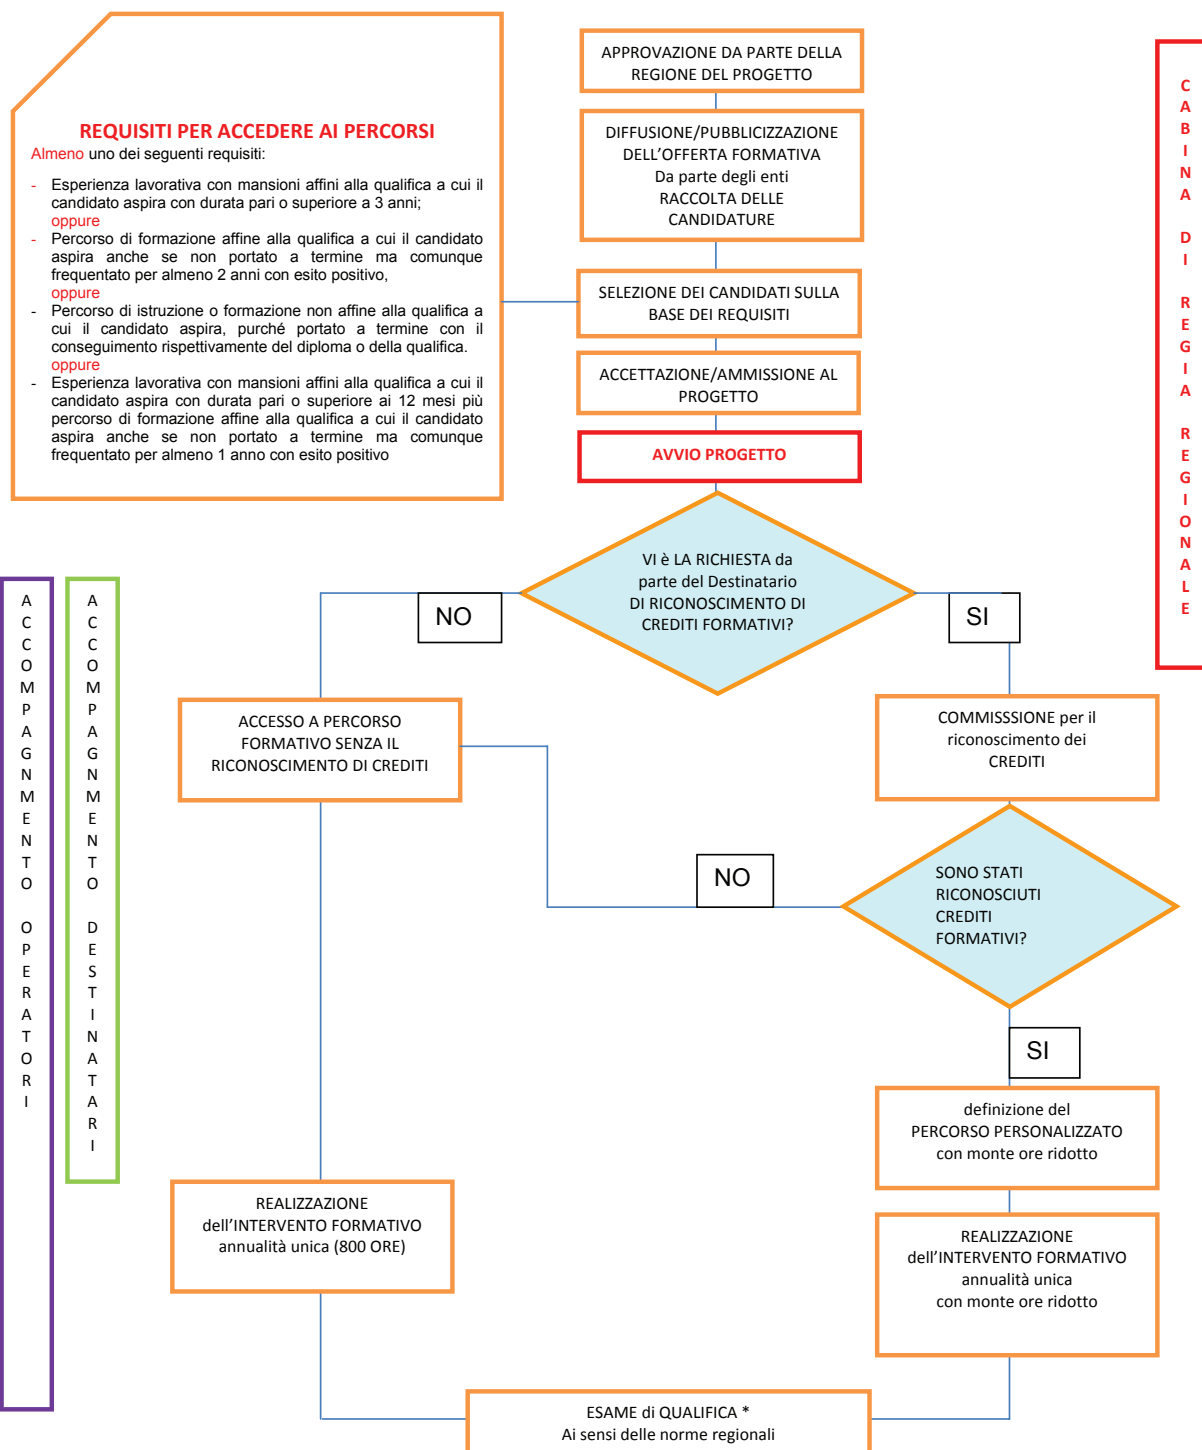 APPROVAZIONE DA PARTE DELLA
REGIONE DEL PROGETTO
DIFFUSIONE/PUBBLICIZZAZIONE
DELL'OFFERTA FORMATIVA
Da parte degli enti
RACCOLTA DELLE
CANDIDATURE
REQUISITI PER ACCEDERE AI PERCORSI
Almeno uno dei seguenti requisiti:
- Esperienza lavorativa con mansioni affini alla qualifica a cui il
candidato aspira con durata pari o superiore a 3 anni;
oppure
- Percorso di formazione affine alla qualifica a cui il candidato
aspira anche se non portato a termine ma comunque
frequentato per almeno 2 anni con esito positivo,
oppure
- Percorso di istruzione o formazione non affine alla qualifica a
cui il candidato aspira, purché portato a termine con il
conseguimento rispettivamente del diploma o della qualifica.
oppure
- Esperienza lavorativa con mansioni affini alla qualifica a cui il
candidato aspira con durata pari o superiore ai 12 mesi più
percorso di formazione affine alla qualifica a cui il candidato
aspira anche se non portato a termine ma comunque
frequentato per almeno 1 anno con esito positivo
SELEZIONE DEI CANDIDATI SULLA
BASE DEI REQUISITI
ACCETTAZIONE/AMMISSIONE AL
PROGETTO
AVVIO PROGETTO
CABINA DI REGIA REGIONALE
VI è LA RICHIESTA da
parte del Destinatario
DI RICONOSCIMENTO DI
CREDITI FORMATIVI?
NO
SI
ACCOMPAGNMENTO OPERATORI
ACCOMPAGNMENTO DESTINATARI
ACCESSO A PERCORSO
FORMATIVO SENZA IL
RICONOSCIMENTO DI CREDITI
COMMISSSIONE per il
riconoscimento dei
CREDITI
NO
SONO STATI
RICONOSCIUTI
CREDITI
FORMATIVI?
SI
definizione del
PERCORSO PERSONALIZZATO
con monte ore ridotto
REALIZZAZIONE
dell'INTERVENTO FORMATIVO
annualità unica (800 ORE)
REALIZZAZIONE
dell'INTERVENTO FORMATIVO
annualità unica
con monte ore ridotto
ESAME di QUALIFICA *
Ai sensi delle norme regionali